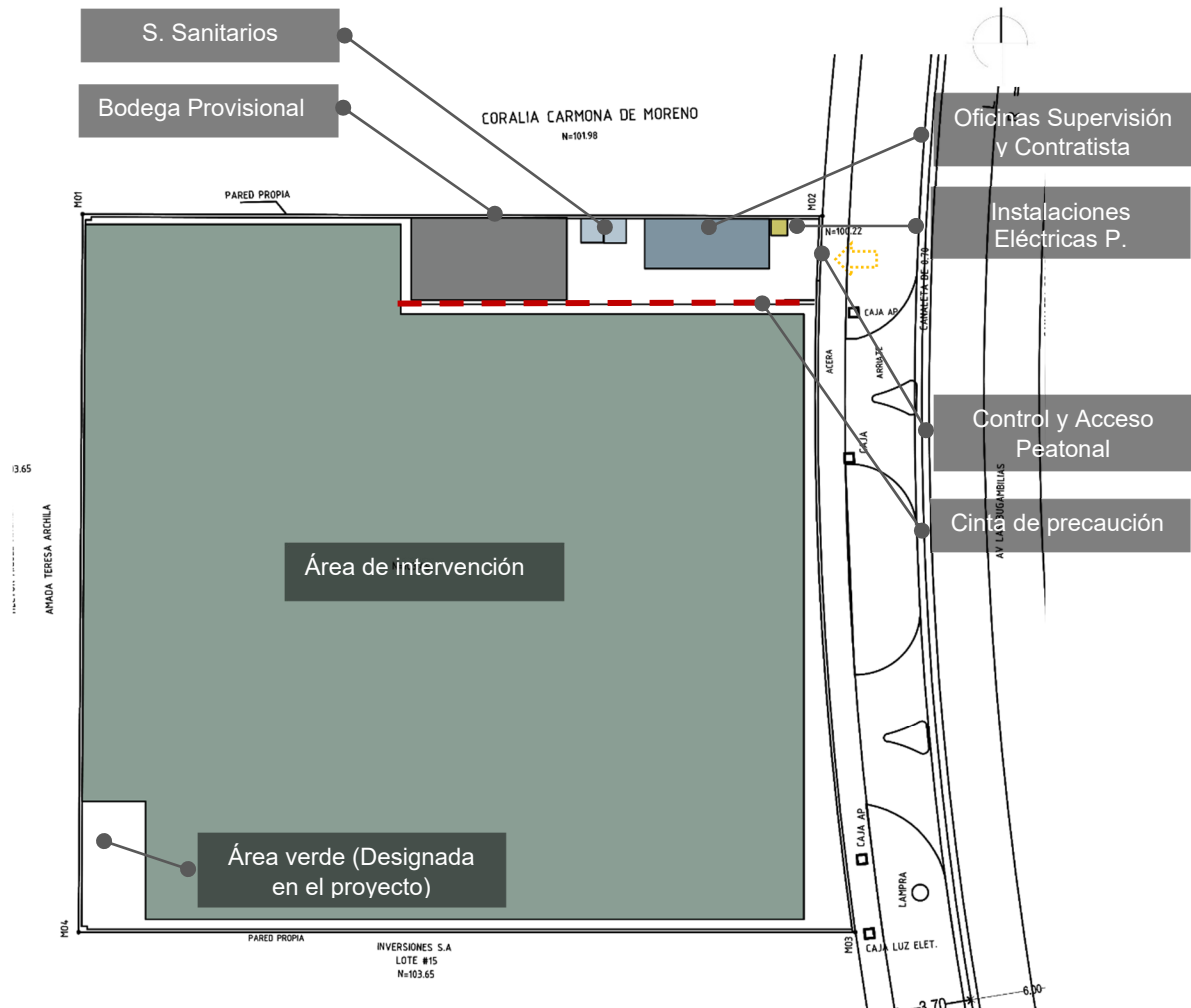 S. Sanitarios
Bodega Provisional
CORALIA CARMONA DE MORENO
N=101.98
Oficinas Supervisión
y Contratista
Instalaciones
Eléctricas P.
M01
PARED PROPIA
M02
N=100.22
CANALETA DE 0.70
CAJA AP
ACERA
ARRIATE
CAJA
Control y Acceso
Peatonal
Cinta de precaución
AV LAS BUGAMBILIAS
3.65
AMADA TERESA ARCHILA
Área de intervención
Área verde (Designada
en el proyecto)
CAJA AP
LAMPRA
M04
PARED PROPIA
INVERSIONES S.A
LOTE #15
N=103.65
M03
CAJA LUZ ELET.
3.70
6.00